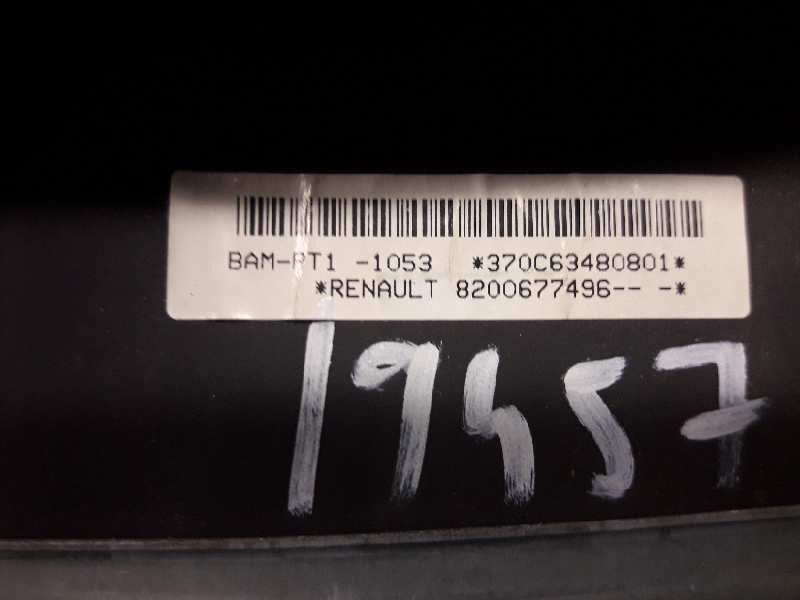 BAM-PT1 -1053 *370C63480801*
*RENAULT 8200677496-- -*
19457